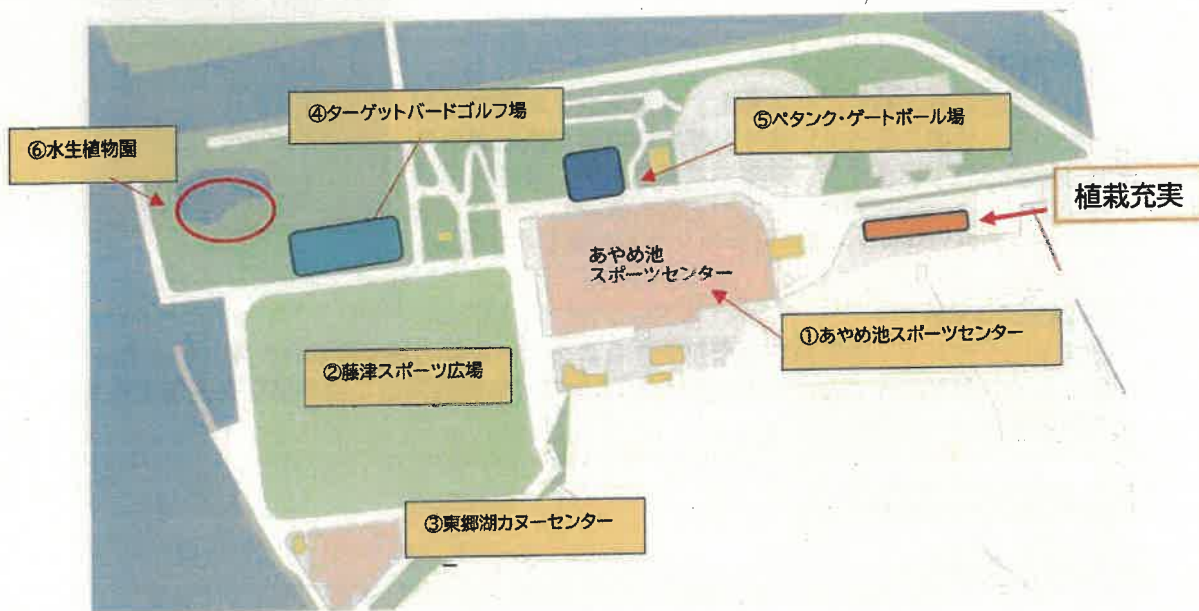 ④ターゲットバードゴルフ場
⑤ペタンク・ゲートボール場
⑥水生植物園
植栽充実
あやめ池
スポーツセンター
①あやめ池スポーツセンター
②藤津スポーツ広場
③東郷湖カヌーセンター